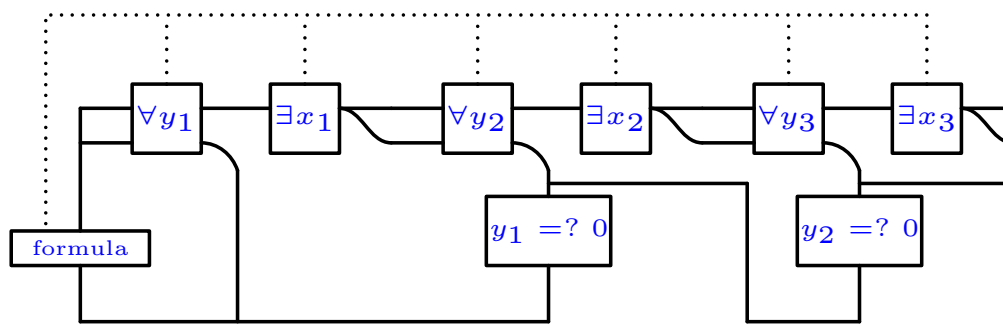 ∀y₁ ∃x₁ ∀y₂ ∃x₂ ∀y₃ ∃x₃
y₁ =? 0 y₂ =? 0
formula